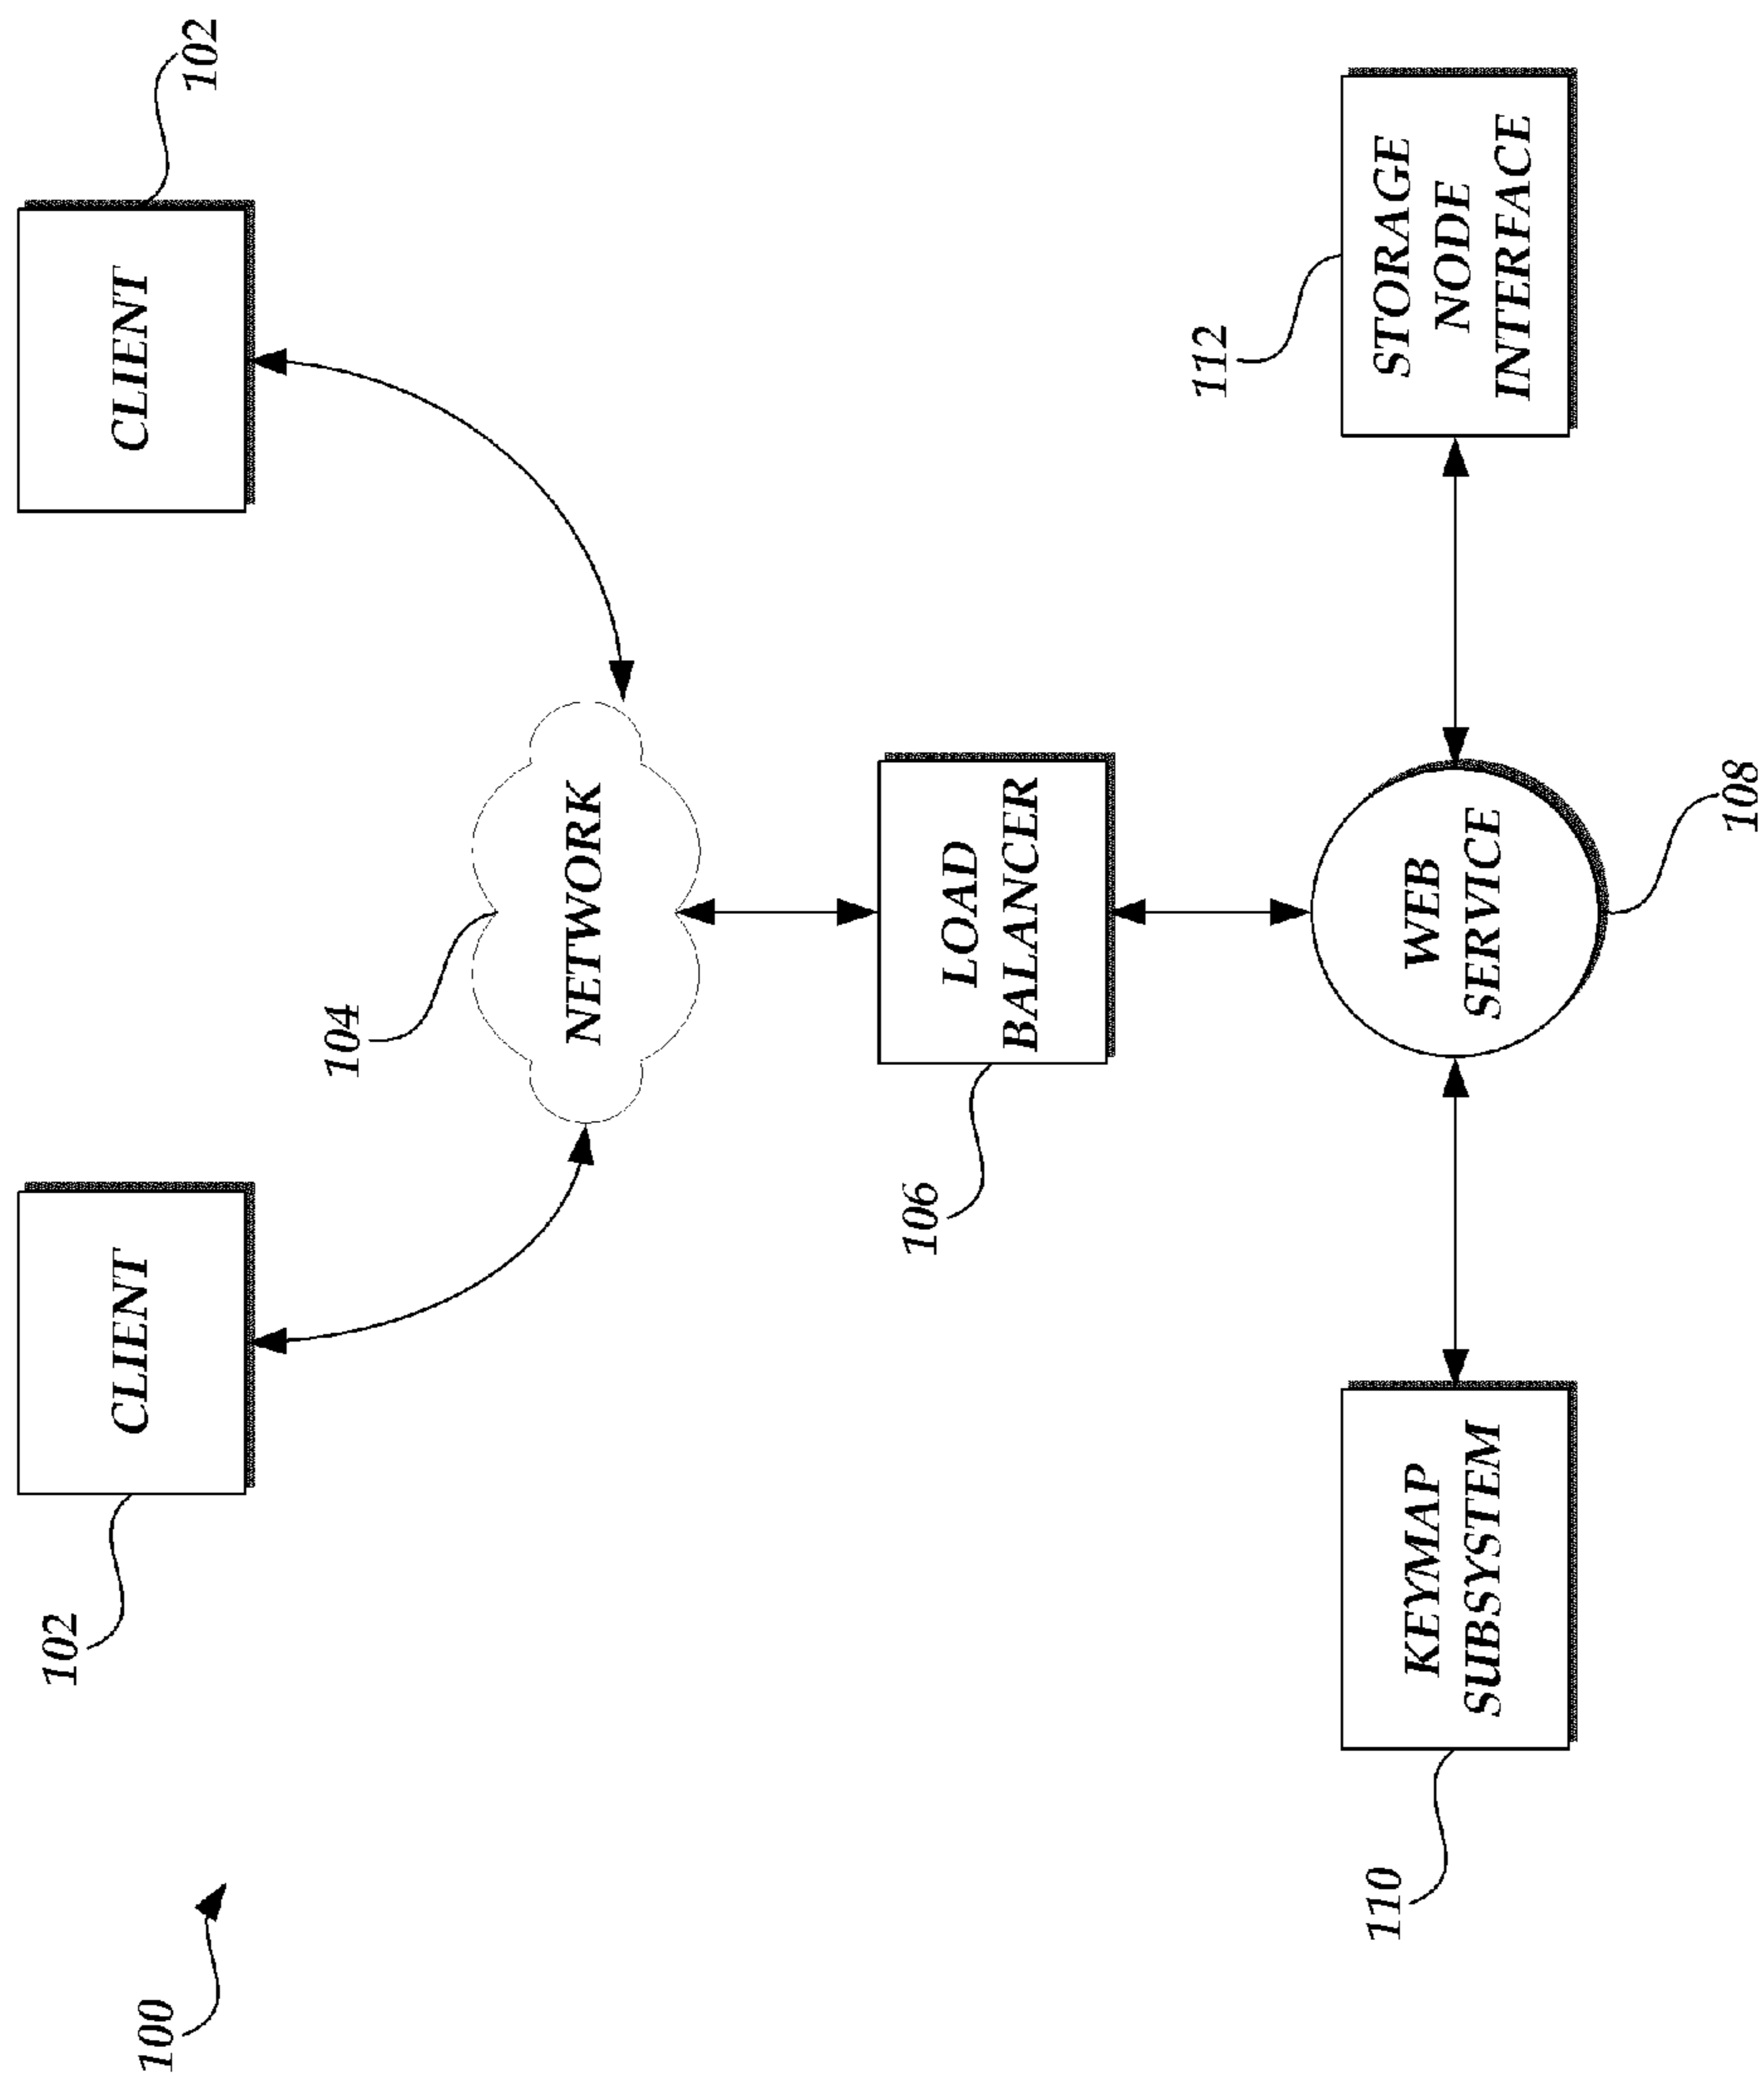 100
102
CLIENT
CLIENT
102
104
NETWORK
106
LOAD
BALANCER
112
110
KEYMAP
SUBSYSTEM
WEB
SERVICE
STORAGE
NODE
INTERFACE
108